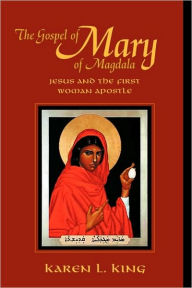 The Gospel of
Mary
of Magdala
JESUS AND THE FIRST
WOMAN APOSTLE
KAREN L. KING